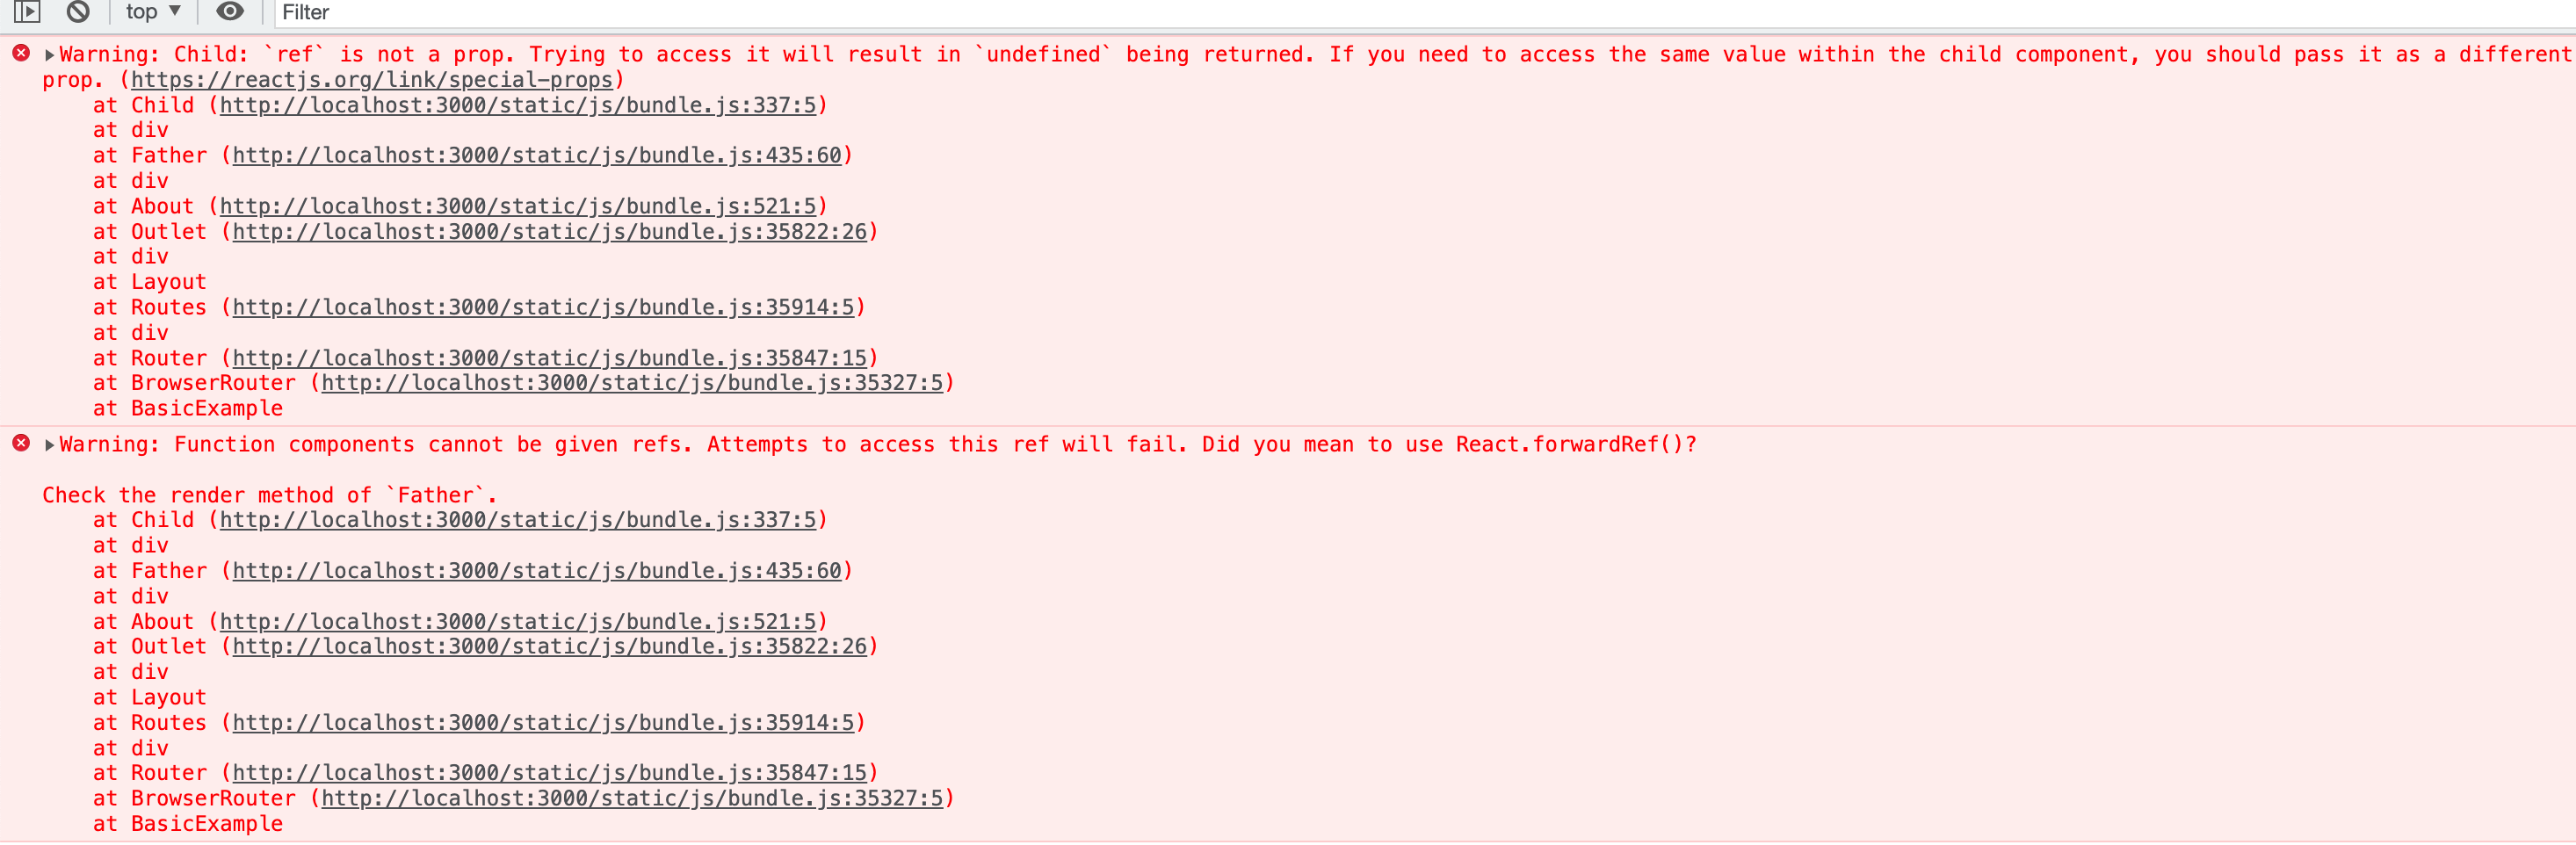 top ▼ Filter
▶Warning: Child: `ref` is not a prop. Trying to access it will result in `undefined` being returned. If you need to access the same value within the child component, you should pass it as a different
prop. (https://reactjs.org/link/special-props)
at Child (http://localhost:3000/static/js/bundle.js:337:5)
at div
at Father (http://localhost:3000/static/js/bundle.js:435:60)
at div
at About (http://localhost:3000/static/js/bundle.js:521:5)
at Outlet (http://localhost:3000/static/js/bundle.js:35822:26)
at div
at Layout
at Routes (http://localhost:3000/static/js/bundle.js:35914:5)
at div
at Router (http://localhost:3000/static/js/bundle.js:35847:15)
at BrowserRouter (http://localhost:3000/static/js/bundle.js:35327:5)
at BasicExample
▶Warning: Function components cannot be given refs. Attempts to access this ref will fail. Did you mean to use React.forwardRef()?
Check the render method of `Father`.
at Child (http://localhost:3000/static/js/bundle.js:337:5)
at div
at Father (http://localhost:3000/static/js/bundle.js:435:60)
at div
at About (http://localhost:3000/static/js/bundle.js:521:5)
at Outlet (http://localhost:3000/static/js/bundle.js:35822:26)
at div
at Layout
at Routes (http://localhost:3000/static/js/bundle.js:35914:5)
at div
at Router (http://localhost:3000/static/js/bundle.js:35847:15)
at BrowserRouter (http://localhost:3000/static/js/bundle.js:35327:5)
at BasicExample